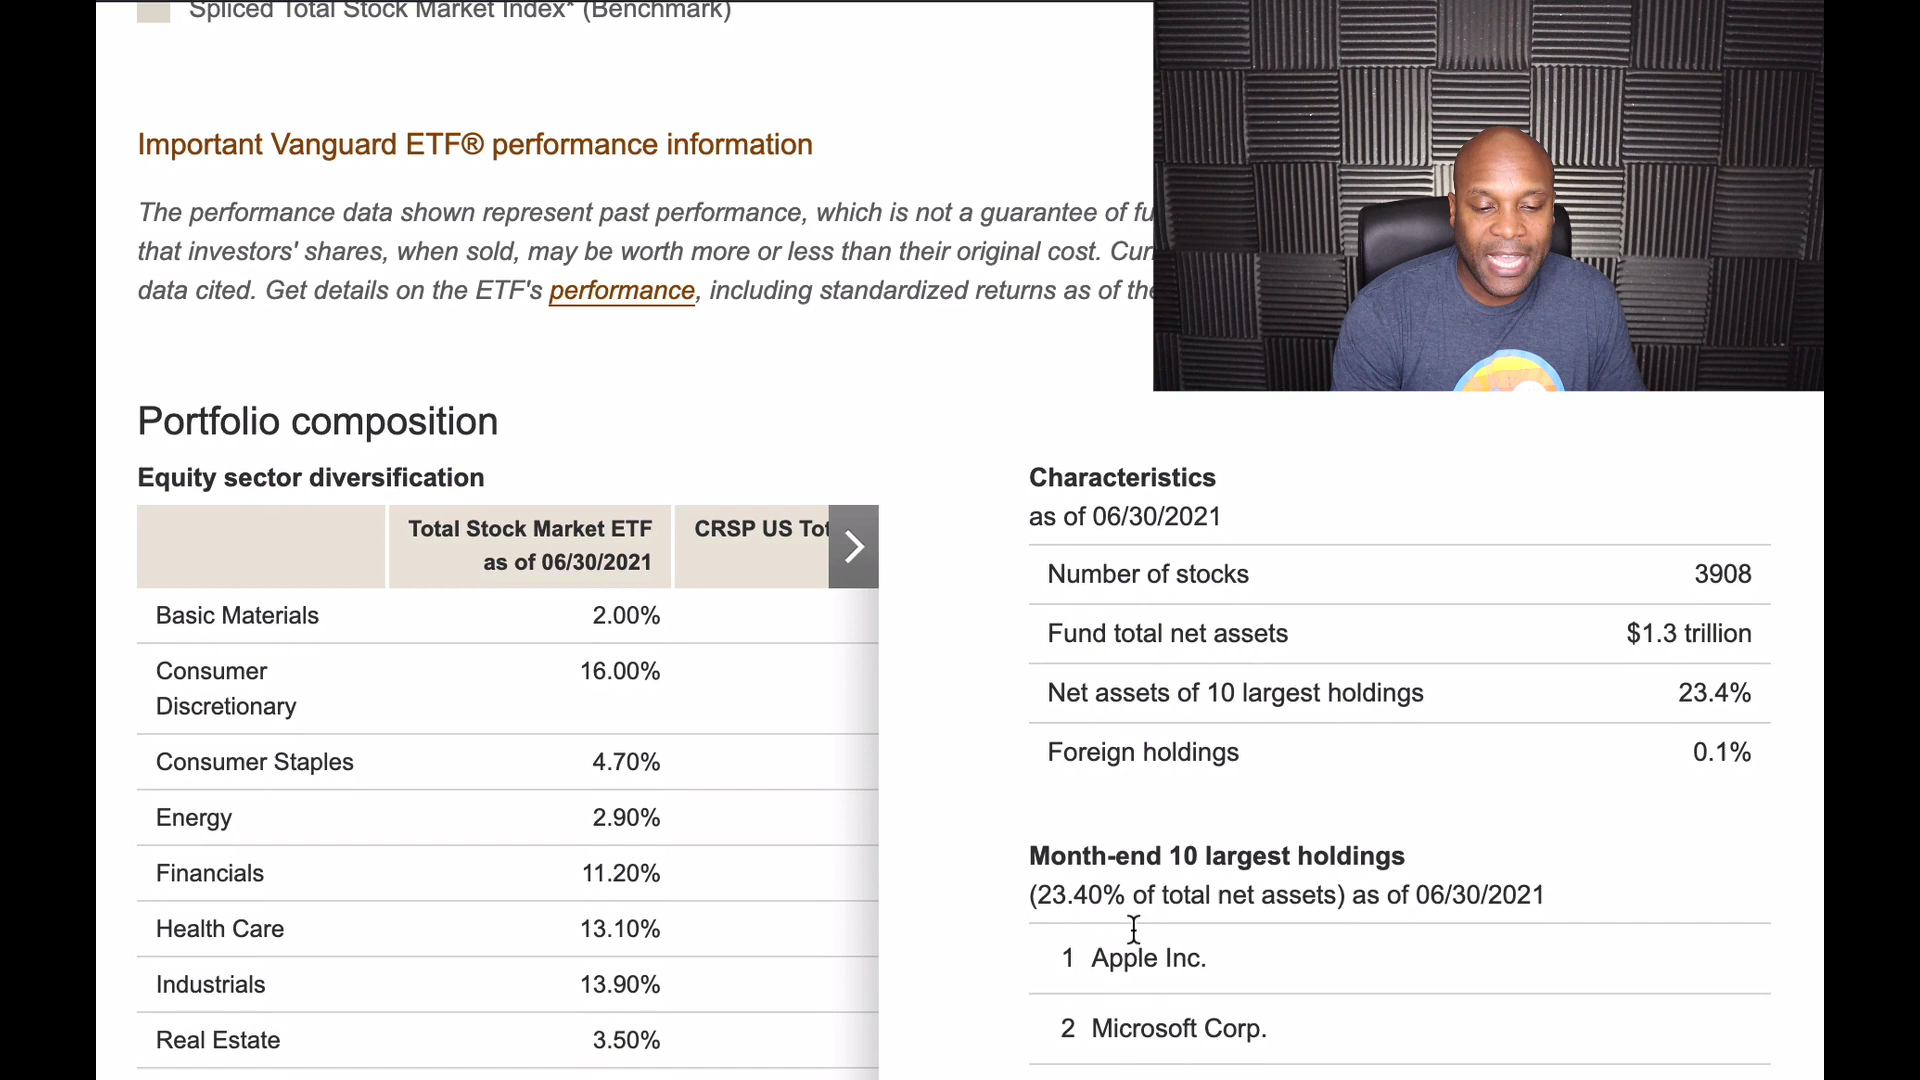 Spliced Total Stock Market Index* (Benchmark)
Important Vanguard ETF® performance information
The performance data shown represent past performance, which is not a guarantee of fu
that investors' shares, when sold, may be worth more or less than their original cost. Cur
data cited. Get details on the ETF's performance, including standardized returns as of the
Portfolio composition
Equity sector diversification
Total Stock Market ETF
as of 06/30/2021
CRSP US Tot
Basic Materials 2.00%
Consumer
Discretionary 16.00%
Consumer Staples 4.70%
Energy 2.90%
Financials 11.20%
Health Care 13.10%
Industrials 13.90%
Real Estate 3.50%
Characteristics
as of 06/30/2021
Number of stocks 3908
Fund total net assets $1.3 trillion
Net assets of 10 largest holdings 23.4%
Foreign holdings 0.1%
Month-end 10 largest holdings
(23.40% of total net assets) as of 06/30/2021
1 Apple Inc.
2 Microsoft Corp.